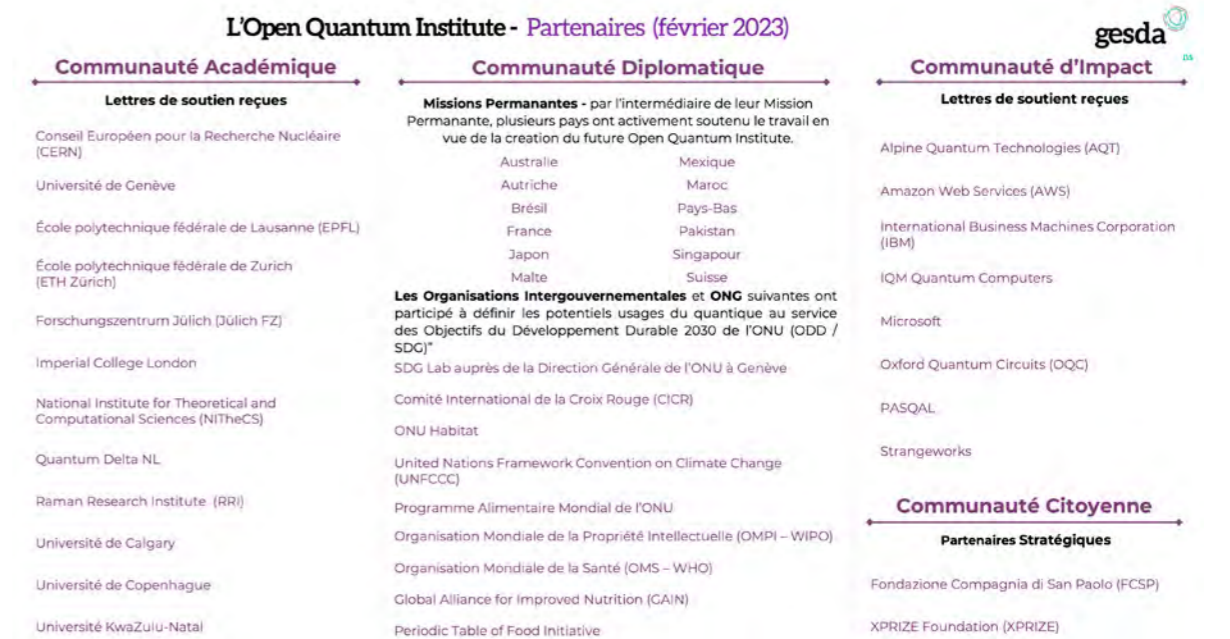 L'Open Quantum Institute - Partenaires (février 2023)
gesda
Communauté Académique
Lettres de soutien reçues
Conseil Européen pour la Recherche Nucléaire
(CERN)
Université de Genève
École polytechnique fédérale de Lausanne (EPFL)
École polytechnique fédérale de Zurich
(ETH Zürich)
Forschungszentrum Jülich (Jülich FZ)
Imperial College London
National Institute for Theoretical and
Computational Sciences (NITheCS)
Quantum Delta NL
Raman Research Institute (RRI)
Université de Calgary
Université de Copenhague
Université KwaZulu-Natal
Communauté Diplomatique
Missions Permanantes - par l'intermédiaire de leur Mission
Permanante, plusieurs pays ont activement soutenu le travail en
vue de la creation du future Open Quantum Institute.
Australie Mexique
Autriche Maroc
Brésil Pays-Bas
France Pakistan
Japon Singapour
Malte Suisse
Les Organisations Intergouvernementales et ONG suivantes ont
participé à définir les potentiels usages du quantique au service
des Objectifs du Développement Durable 2030 de l'ONU (ODD /
SDG)"
SDG Lab auprès de la Direction Générale de l'ONU à Genève
Comité International de la Croix Rouge (CICR)
ONU Habitat
United Nations Framework Convention on Climate Change
(UNFCCC)
Programme Alimentaire Mondial de l'ONU
Organisation Mondiale de la Propriété Intellectuelle (OMPI – WIPO)
Organisation Mondiale de la Santé (OMS – WHO)
Global Alliance for Improved Nutrition (GAIN)
Periodic Table of Food Initiative
Communauté d'Impact
Lettres de soutient reçues
Alpine Quantum Technologies (AQT)
Amazon Web Services (AWS)
International Business Machines Corporation
(IBM)
IQM Quantum Computers
Microsoft
Oxford Quantum Circuits (OQC)
PASQAL
Strangeworks
Communauté Citoyenne
Partenaires Stratégiques
Fondazione Compagnia di San Paolo (FCSP)
XPRIZE Foundation (XPRIZE)